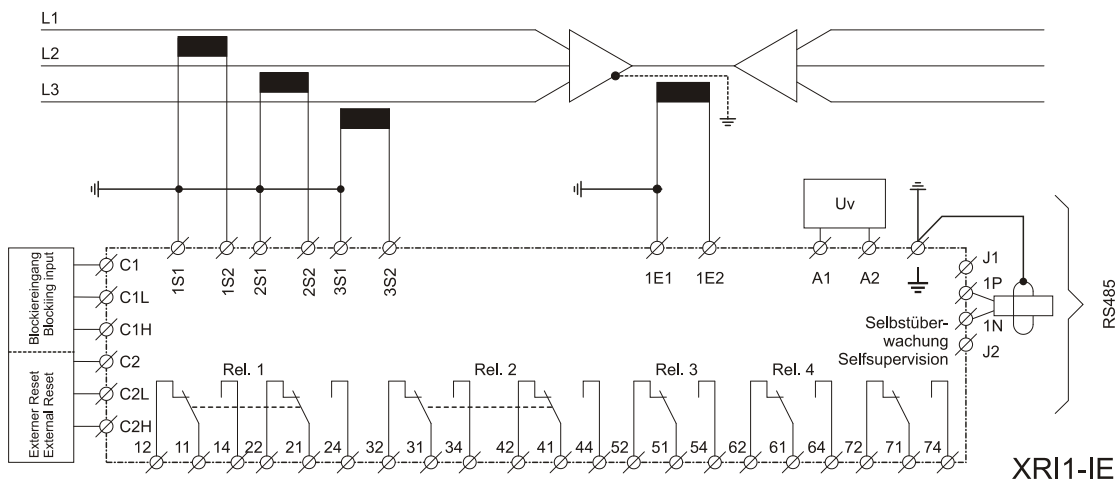 L1
L2
L3
Uv
1S1
1S2
2S1
2S2
3S1
3S2
1E1
1E2
A1
A2
Blockiereingang
Blockiing input
Externer Reset
External Reset
C1
C1L
C1H
C2
C2L
C2H
J1
1P
1N
J2
RS485
Selbstüber-
wachung
Selfsupervision
Rel. 1
Rel. 2
Rel. 3
Rel. 4
12 11 14 22 21 24 32 31 34 42 41 44 52 51 54 62 61 64 72 71 74
XRI1-IE